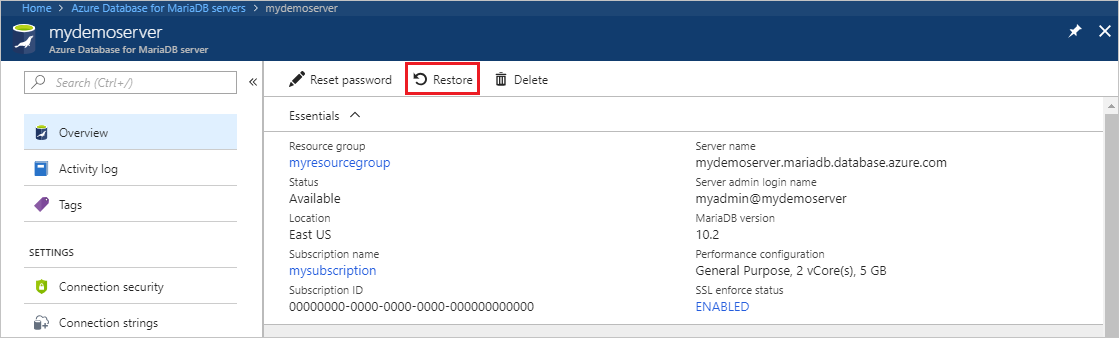 Home > Azure Database for MariaDB servers > mydemoserver
mydemoserver
Azure Database for MariaDB server
Search (Ctrl+/)
«
Overview
Activity log
Tags
SETTINGS
Connection security
Connection strings
Reset password Restore Delete
Essentials
Resource group
myresourcegroup
Status
Available
Location
East US
Subscription name
mysubscription
Subscription ID
00000000-0000-0000-0000-000000000000
Server name
mydemoserver.mariadb.database.azure.com
Server admin login name
myadmin@mydemoserver
MariaDB version
10.2
Performance configuration
General Purpose, 2 vCore(s), 5 GB
SSL enforce status
ENABLED